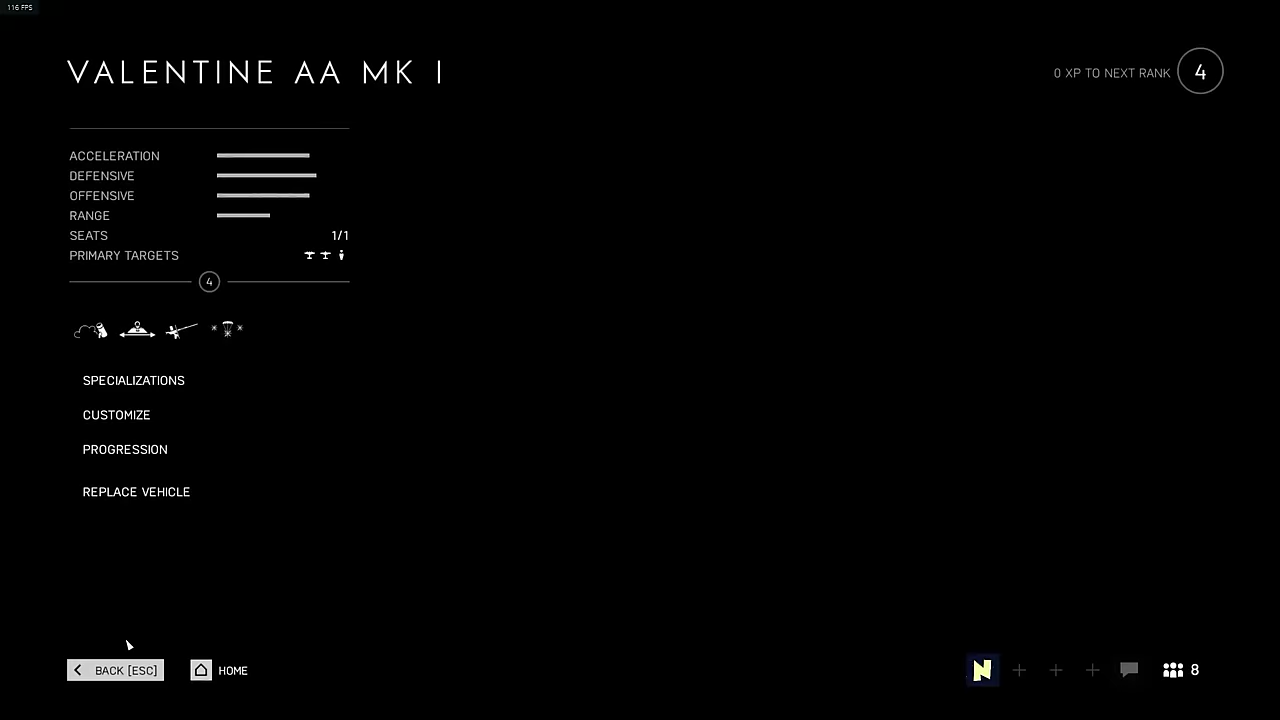 116 FPS
VALENTINE AA MK I
0 XP TO NEXT RANK 4
ACCELERATION
DEFENSIVE
OFFENSIVE
RANGE
SEATS 1/1
PRIMARY TARGETS
4
SPECIALIZATIONS
CUSTOMIZE
PROGRESSION
REPLACE VEHICLE
BACK [ESC] HOME N 8